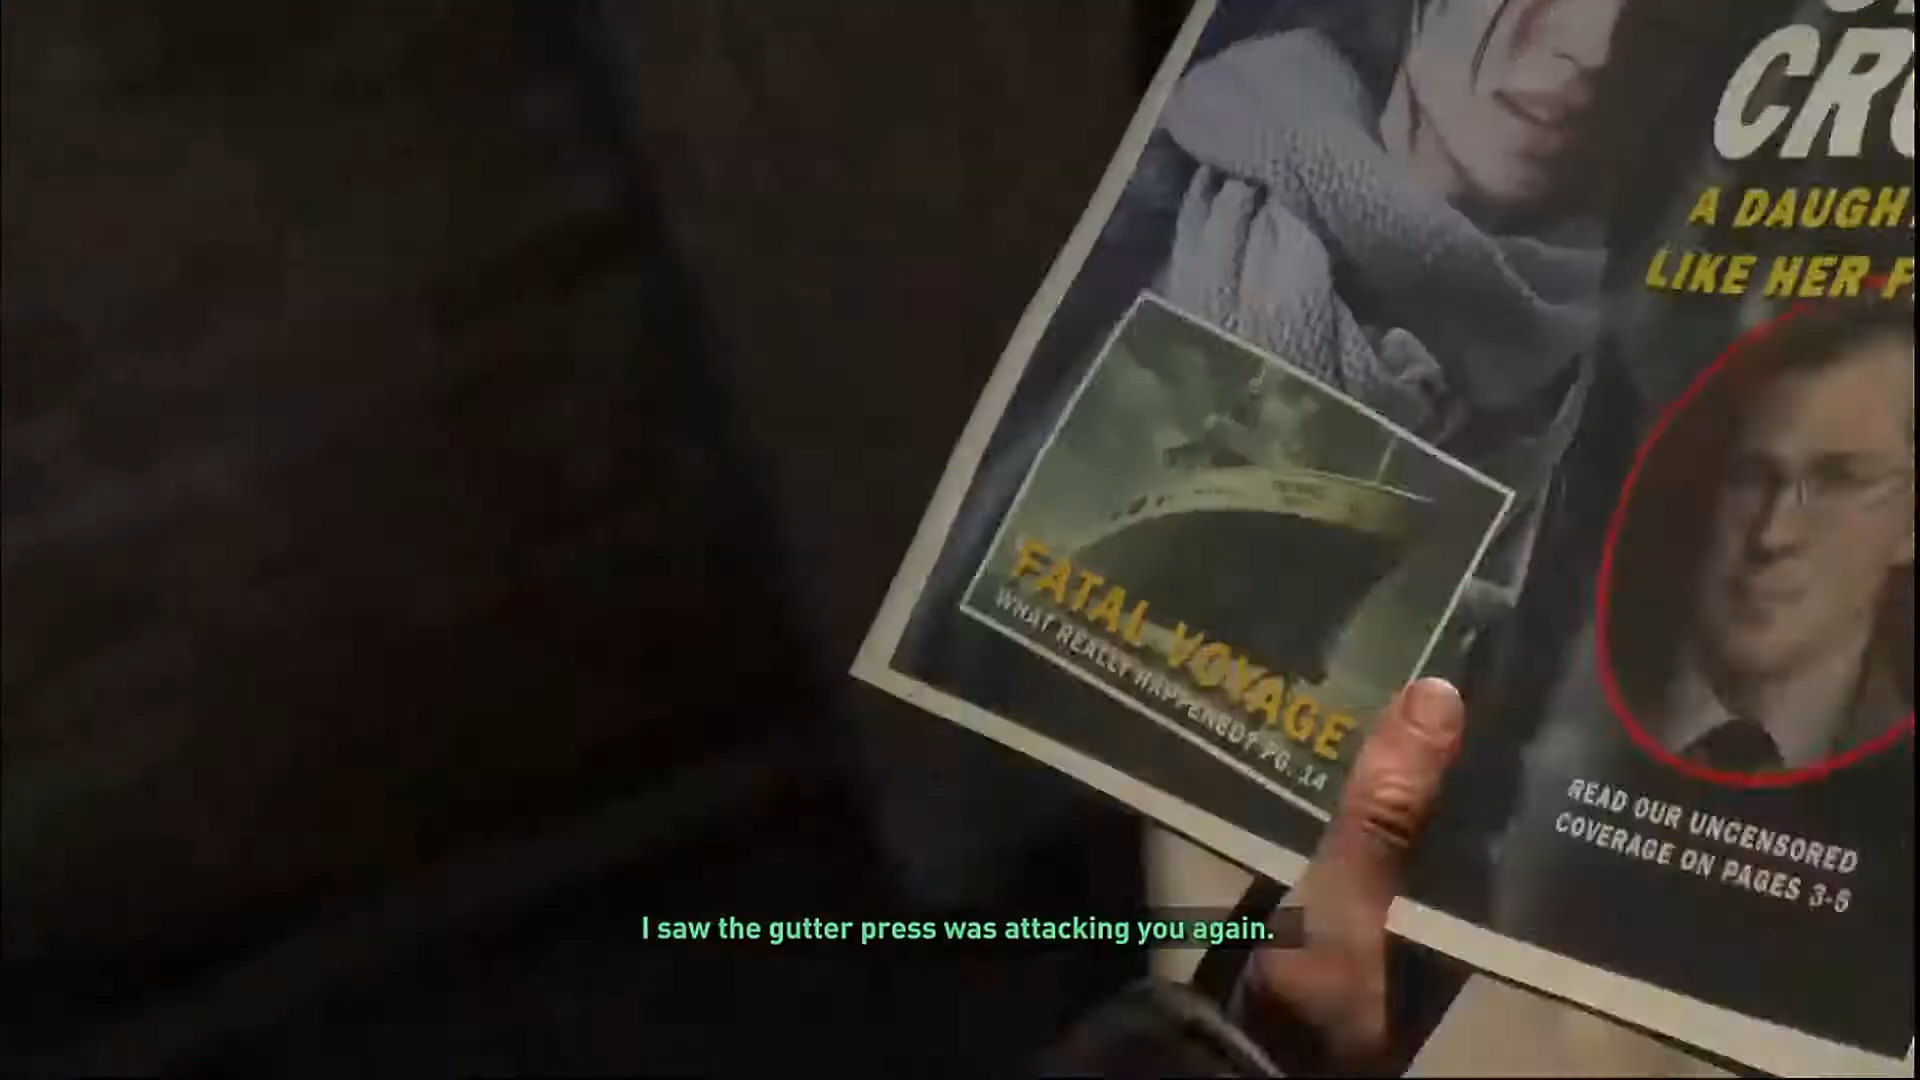 CR
A DAUGH
LIKE HER F
FATAL VOYAGE
WHAT REALLY HAPPENED? PG. 14
READ OUR UNCENSORED
COVERAGE ON PAGES 3-6
I saw the gutter press was attacking you again.